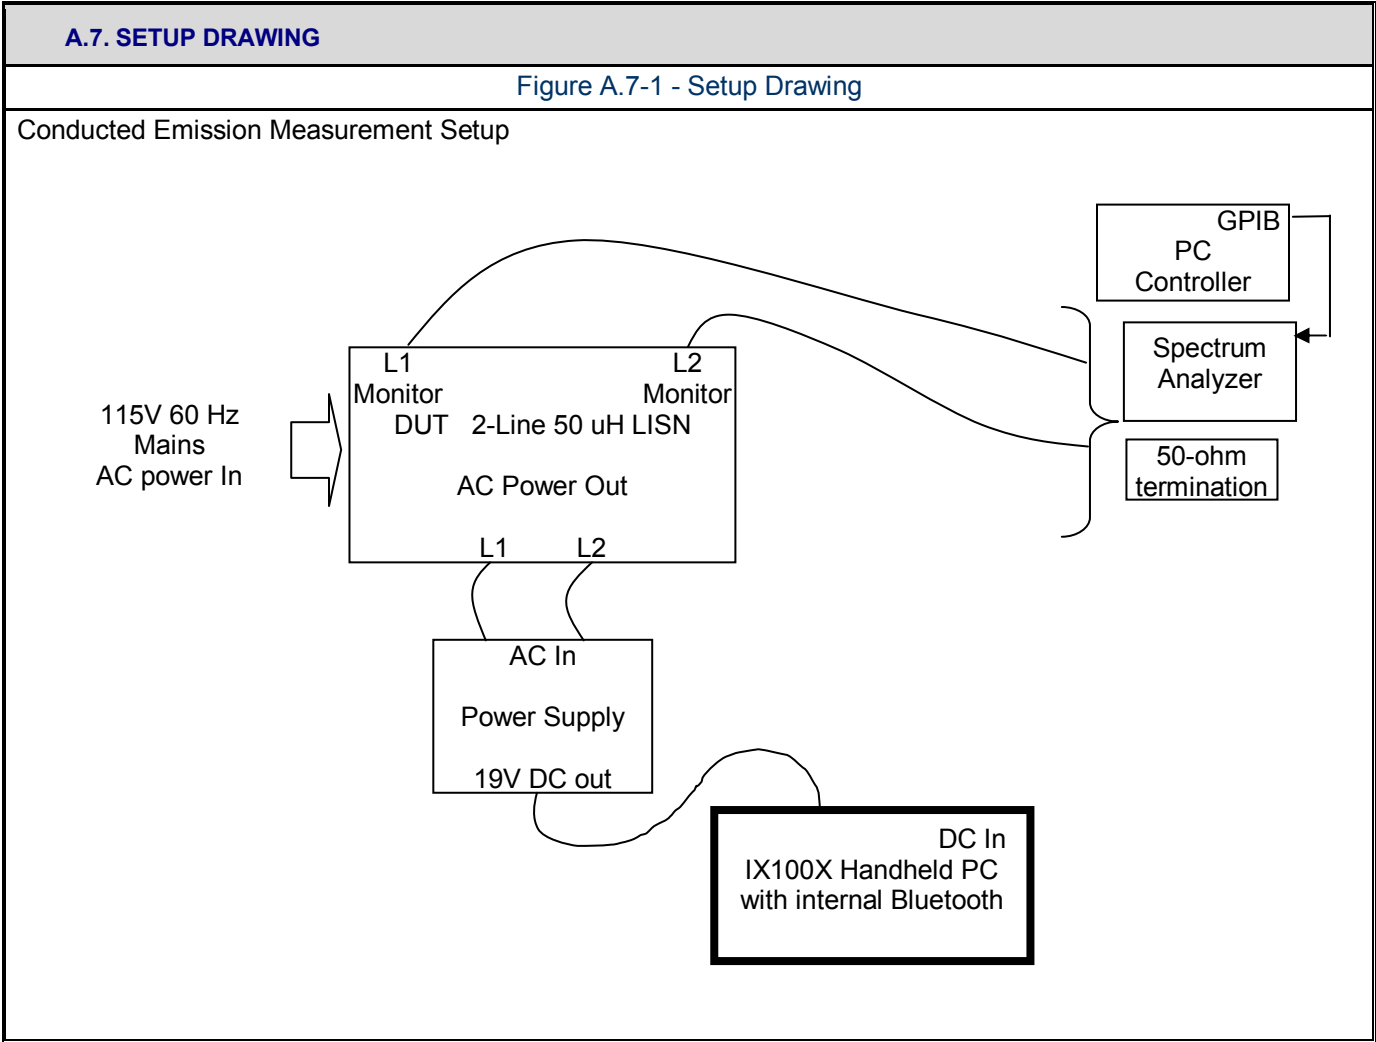 A.7. SETUP DRAWING
Figure A.7-1 - Setup Drawing
Conducted Emission Measurement Setup
GPIB
PC
Controller
Spectrum
Analyzer
50-ohm
termination
L1
Monitor
L2
Monitor
DUT 2-Line 50 uH LISN
AC Power Out
L1 L2
115V 60 Hz
Mains
AC power In
AC In
Power Supply
19V DC out
DC In
IX100X Handheld PC
with internal Bluetooth